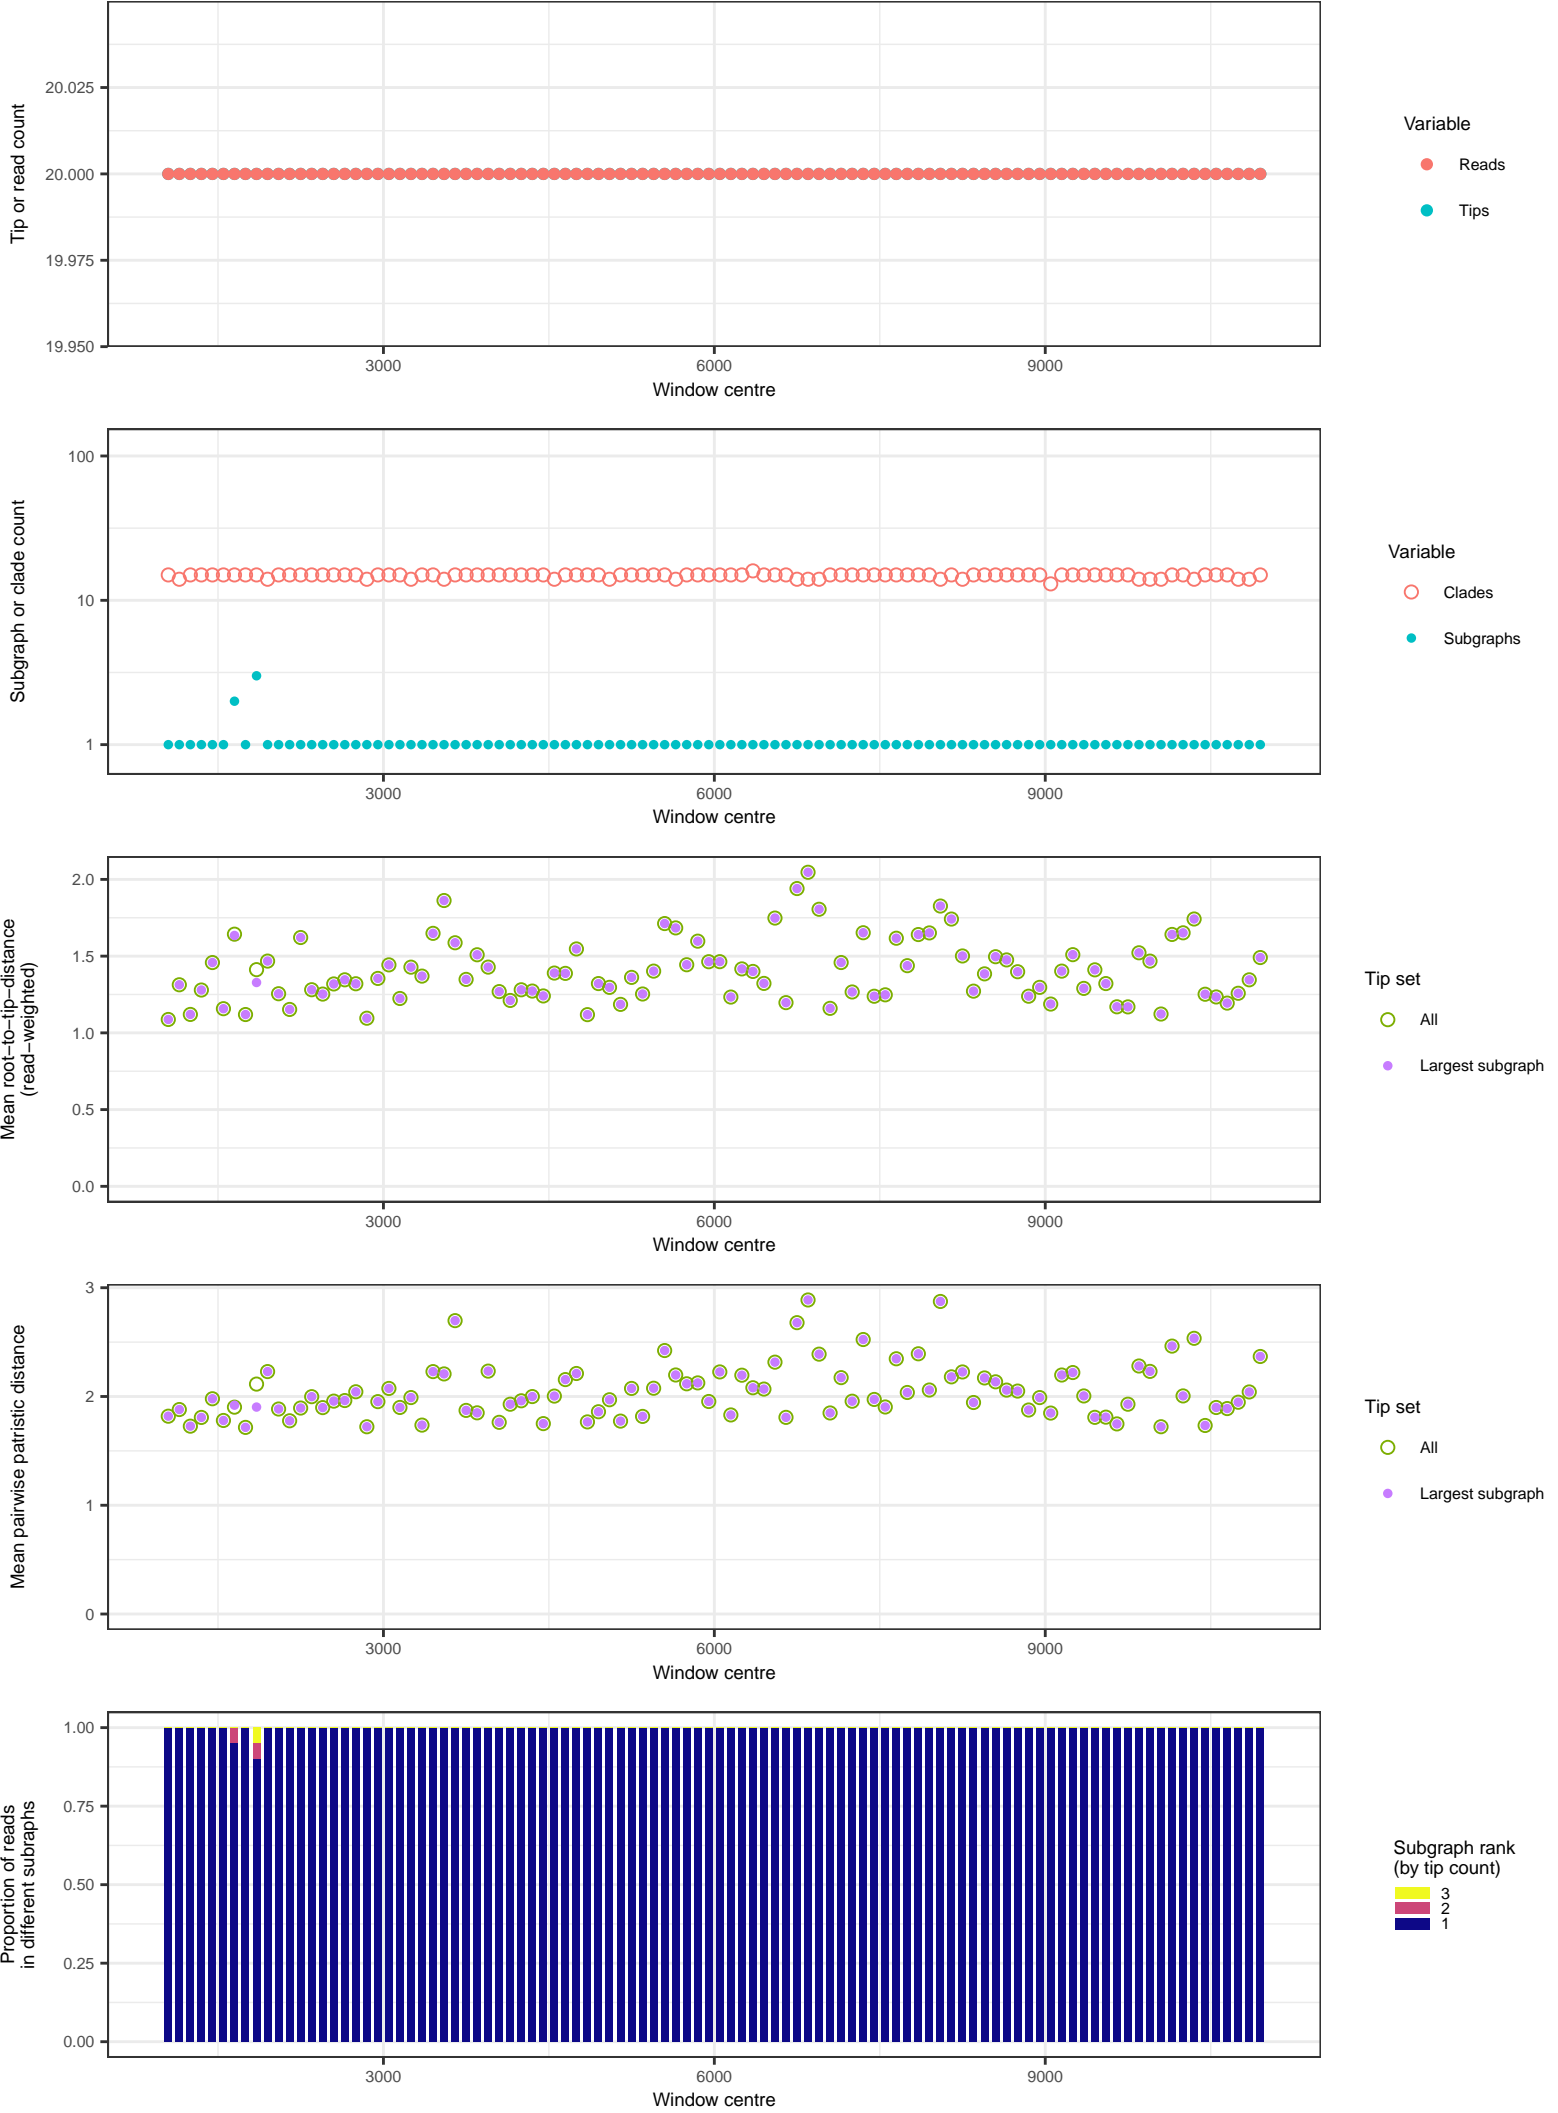 20.025
20.000
19.975
19.950
Tip or read count
3000
6000
9000
Window centre
Variable
Reads
Tips
100
10
1
Subgraph or clade count
3000
6000
9000
Window centre
Variable
Clades
Subgraphs
2.0
1.5
1.0
0.5
0.0
Mean root−to−tip−distance
(read−weighted)
3000
6000
9000
Window centre
Tip set
All
Largest subgraph
3
2
1
0
Mean pairwise patristic distance
3000
6000
9000
Window centre
Tip set
All
Largest subgraph
1.00
0.75
0.50
0.25
0.00
Proportion of reads
in different subraphs
3000
6000
9000
Window centre
Subgraph rank
(by tip count)
3
2
1